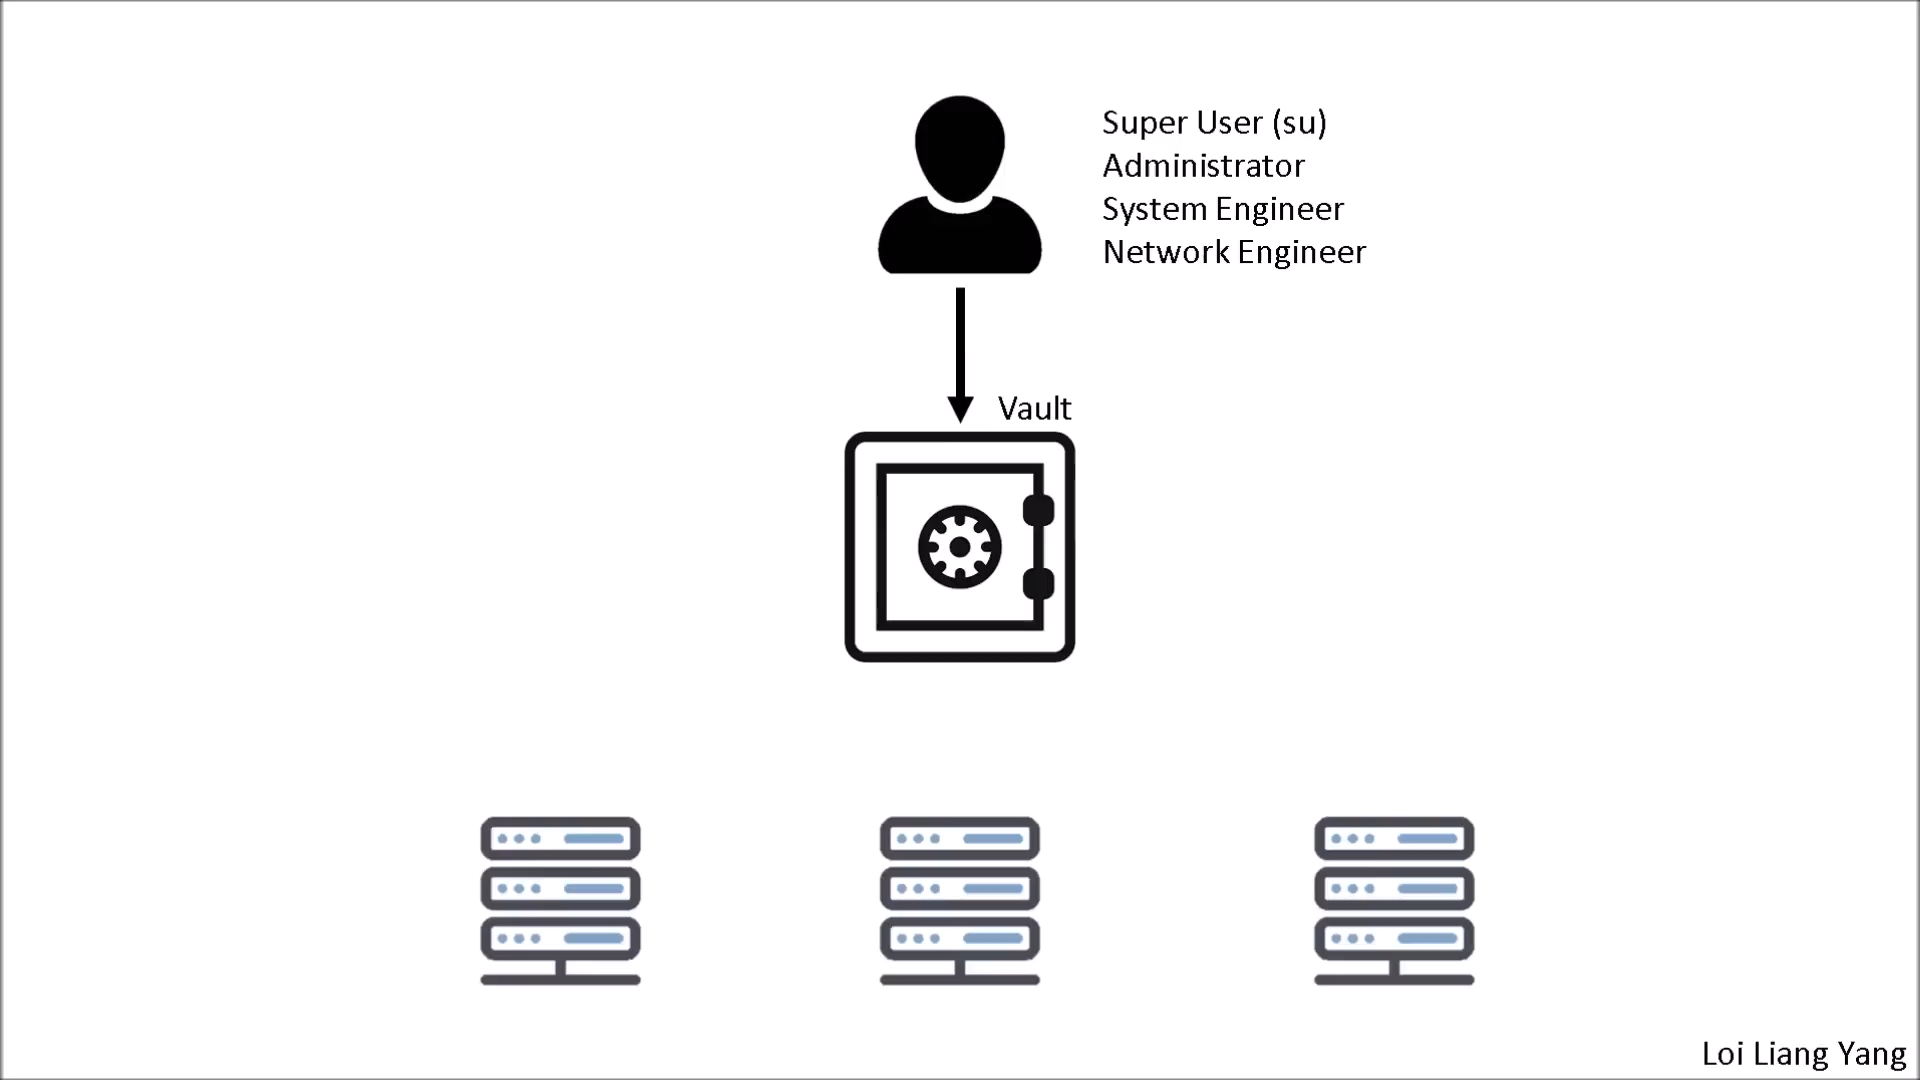 Super User (su)
Administrator
System Engineer
Network Engineer
Vault
Loi Liang Yang